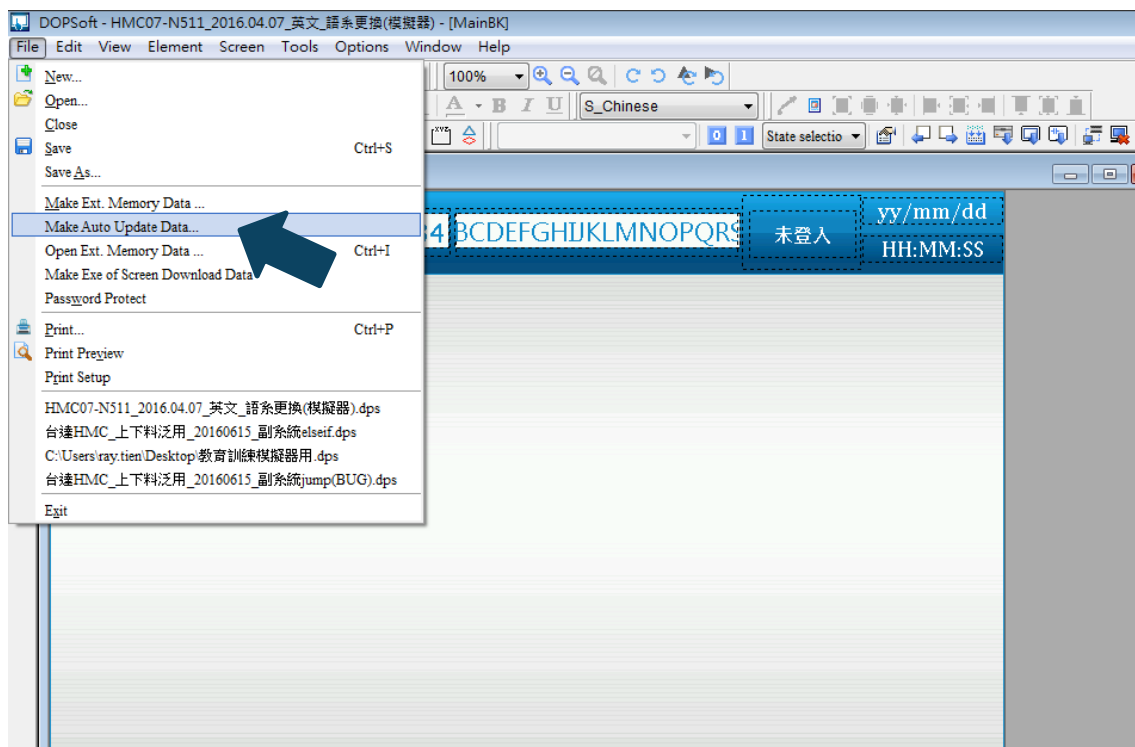 DOPSoft - HMC07-N511_2016.04.07_英文_語系更換(模擬器) - [MainBK]
File Edit View Element Screen Tools Options Window Help
New...
100%
Open...
A B I U S_Chinese
Close
0 1 State selectio
Save Ctrl+S
Save As...
Make Ext. Memory Data ...
Make Auto Update Data...
4 BCDEFGHIJKLMNOPQRS 未登入 yy/mm/dd
HH:MM:SS
Open Ext. Memory Data ... Ctrl+I
Make Exe of Screen Download Data
Password Protect
Print... Ctrl+P
Print Preview
Print Setup
HMC07-N511_2016.04.07_英文_語系更換(模擬器).dps
台達HMC_上下料泛用_20160615_副系統elseif.dps
C:\Users\ray.tien\Desktop\教育訓練模擬器用.dps
台達HMC_上下料泛用_20160615_副系統jump(BUG).dps
Exit